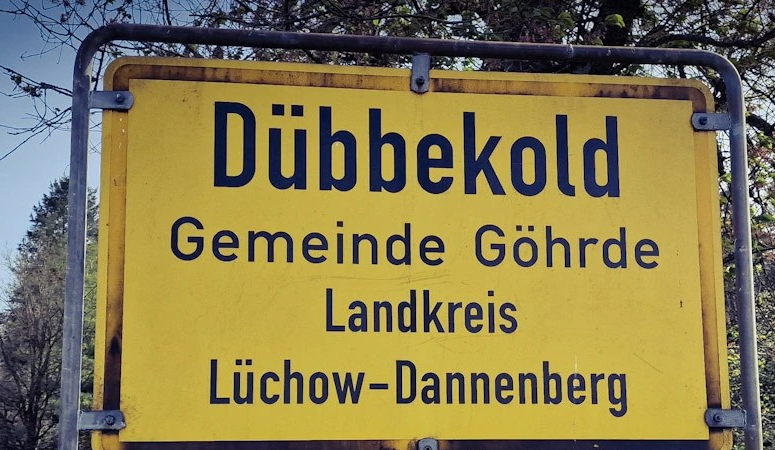 Dübbekold
Gemeinde Göhrde
Landkreis
Lüchow-Dannenberg